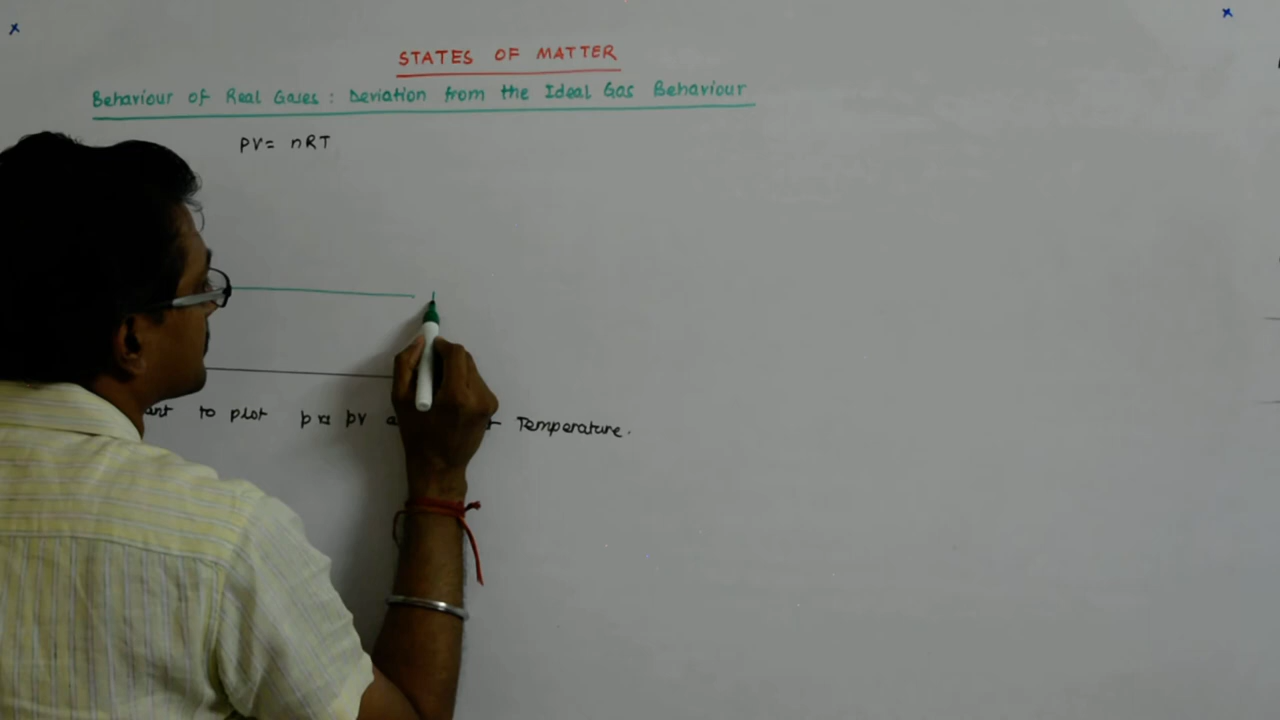 STATES OF MATTER
Behaviour of Real Gases : Deviation from the Ideal Gas Behaviour
PV= nRT
to plot p vs pv Temperature.